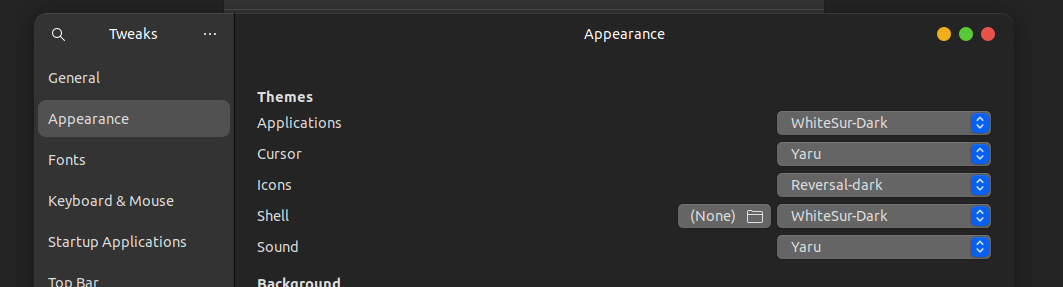 Tweaks
Appearance
General
Appearance
Fonts
Keyboard & Mouse
Startup Applications
Top Bar
Themes
Applications WhiteSur-Dark
Cursor Yaru
Icons Reversal-dark
Shell (None) WhiteSur-Dark
Sound Yaru
Background